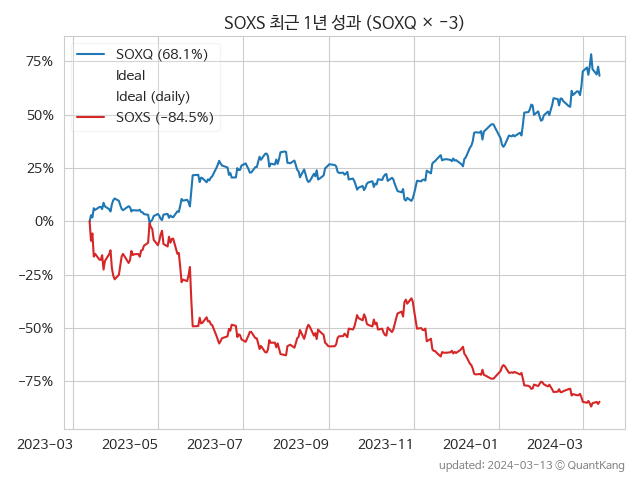 SOXS 최근 1년 성과 (SOXQ × −3)
SOXQ (68.1%)
Ideal
Ideal (daily)
SOXS (−84.5%)
75%
50%
25%
0%
−25%
−50%
−75%
2023−03
2023−05
2023−07
2023−09
2023−11
2024−01
2024−03
updated: 2024-03-13 ⓒ QuantKang